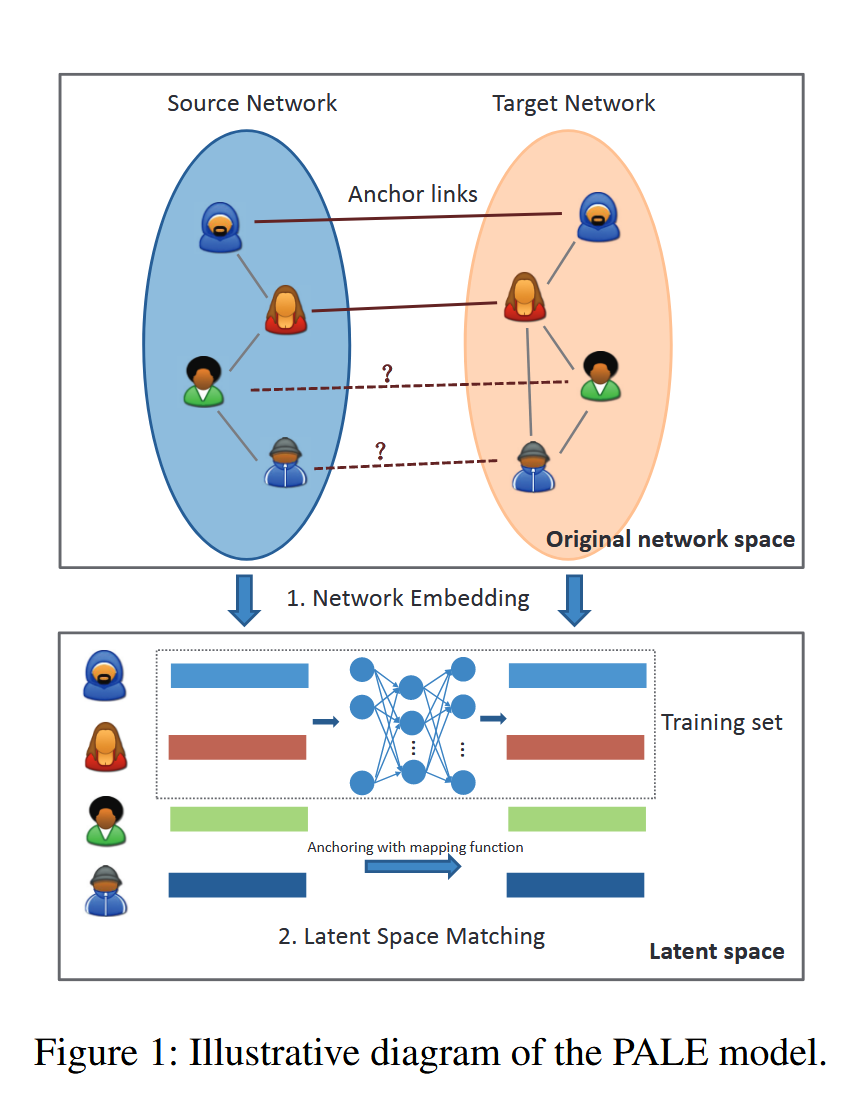 Source Network
Target Network
Anchor links
?
?
Original network space
1. Network Embedding
Training set
Anchoring with mapping function
2. Latent Space Matching
Latent space
Figure 1: Illustrative diagram of the PALE model.